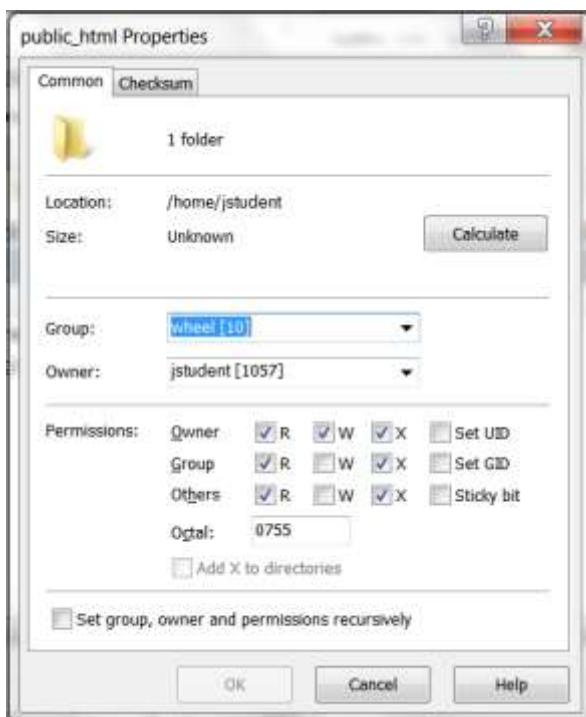 public_html Properties
Common Checksum
1 folder
Location: /home/jstudent
Size: Unknown Calculate
Group: wheel [10]
Owner: jstudent [1057]
Permissions: Owner R W X Set UID
Group R W X Set GID
Others R W X Sticky bit
Octal: 0755
Add X to directories
Set group, owner and permissions recursively
OK Cancel Help